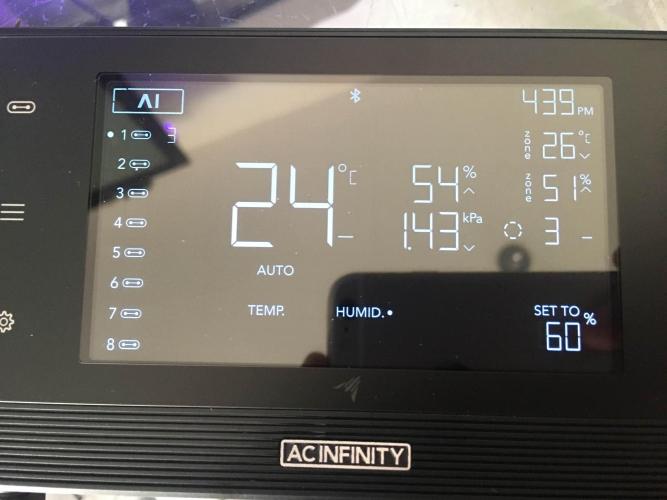 AI
439 PM
1 3
zone 26 °C
2
24 °C
54 %
zone 51 %
3
4
1.43 kPa
3 –
5
AUTO
6
7
TEMP.
HUMID.
SET TO
60 %
8
AC INFINITY